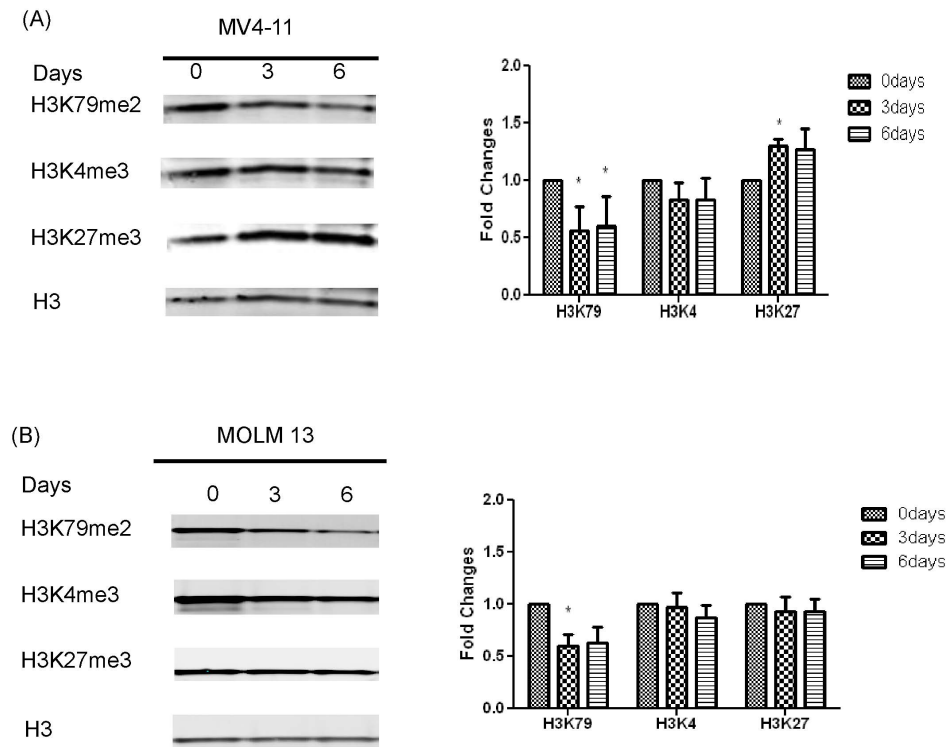 (A)
MV4-11
Days 0 3 6
H3K79me2
H3K4me3
H3K27me3
H3
Fold Changes
2.0
1.5
1.0
0.5
0.0
* * *
H3K79 H3K4 H3K27
0days
3days
6days
(B)
MOLM 13
Days 0 3 6
H3K79me2
H3K4me3
H3K27me3
H3
Fold Changes
2.0
1.5
1.0
0.5
0.0
*
H3K79 H3K4 H3K27
0days
3days
6days